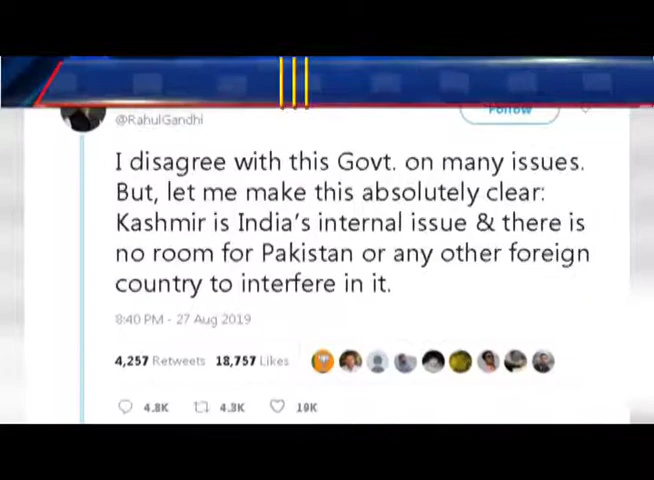 @RahulGandhi
Follow
I disagree with this Govt. on many issues.
But, let me make this absolutely clear:
Kashmir is India's internal issue & there is
no room for Pakistan or any other foreign
country to interfere in it.
8:40 PM - 27 Aug 2019
4,257 Retweets 18,757 Likes
4.8K 4.3K 19K